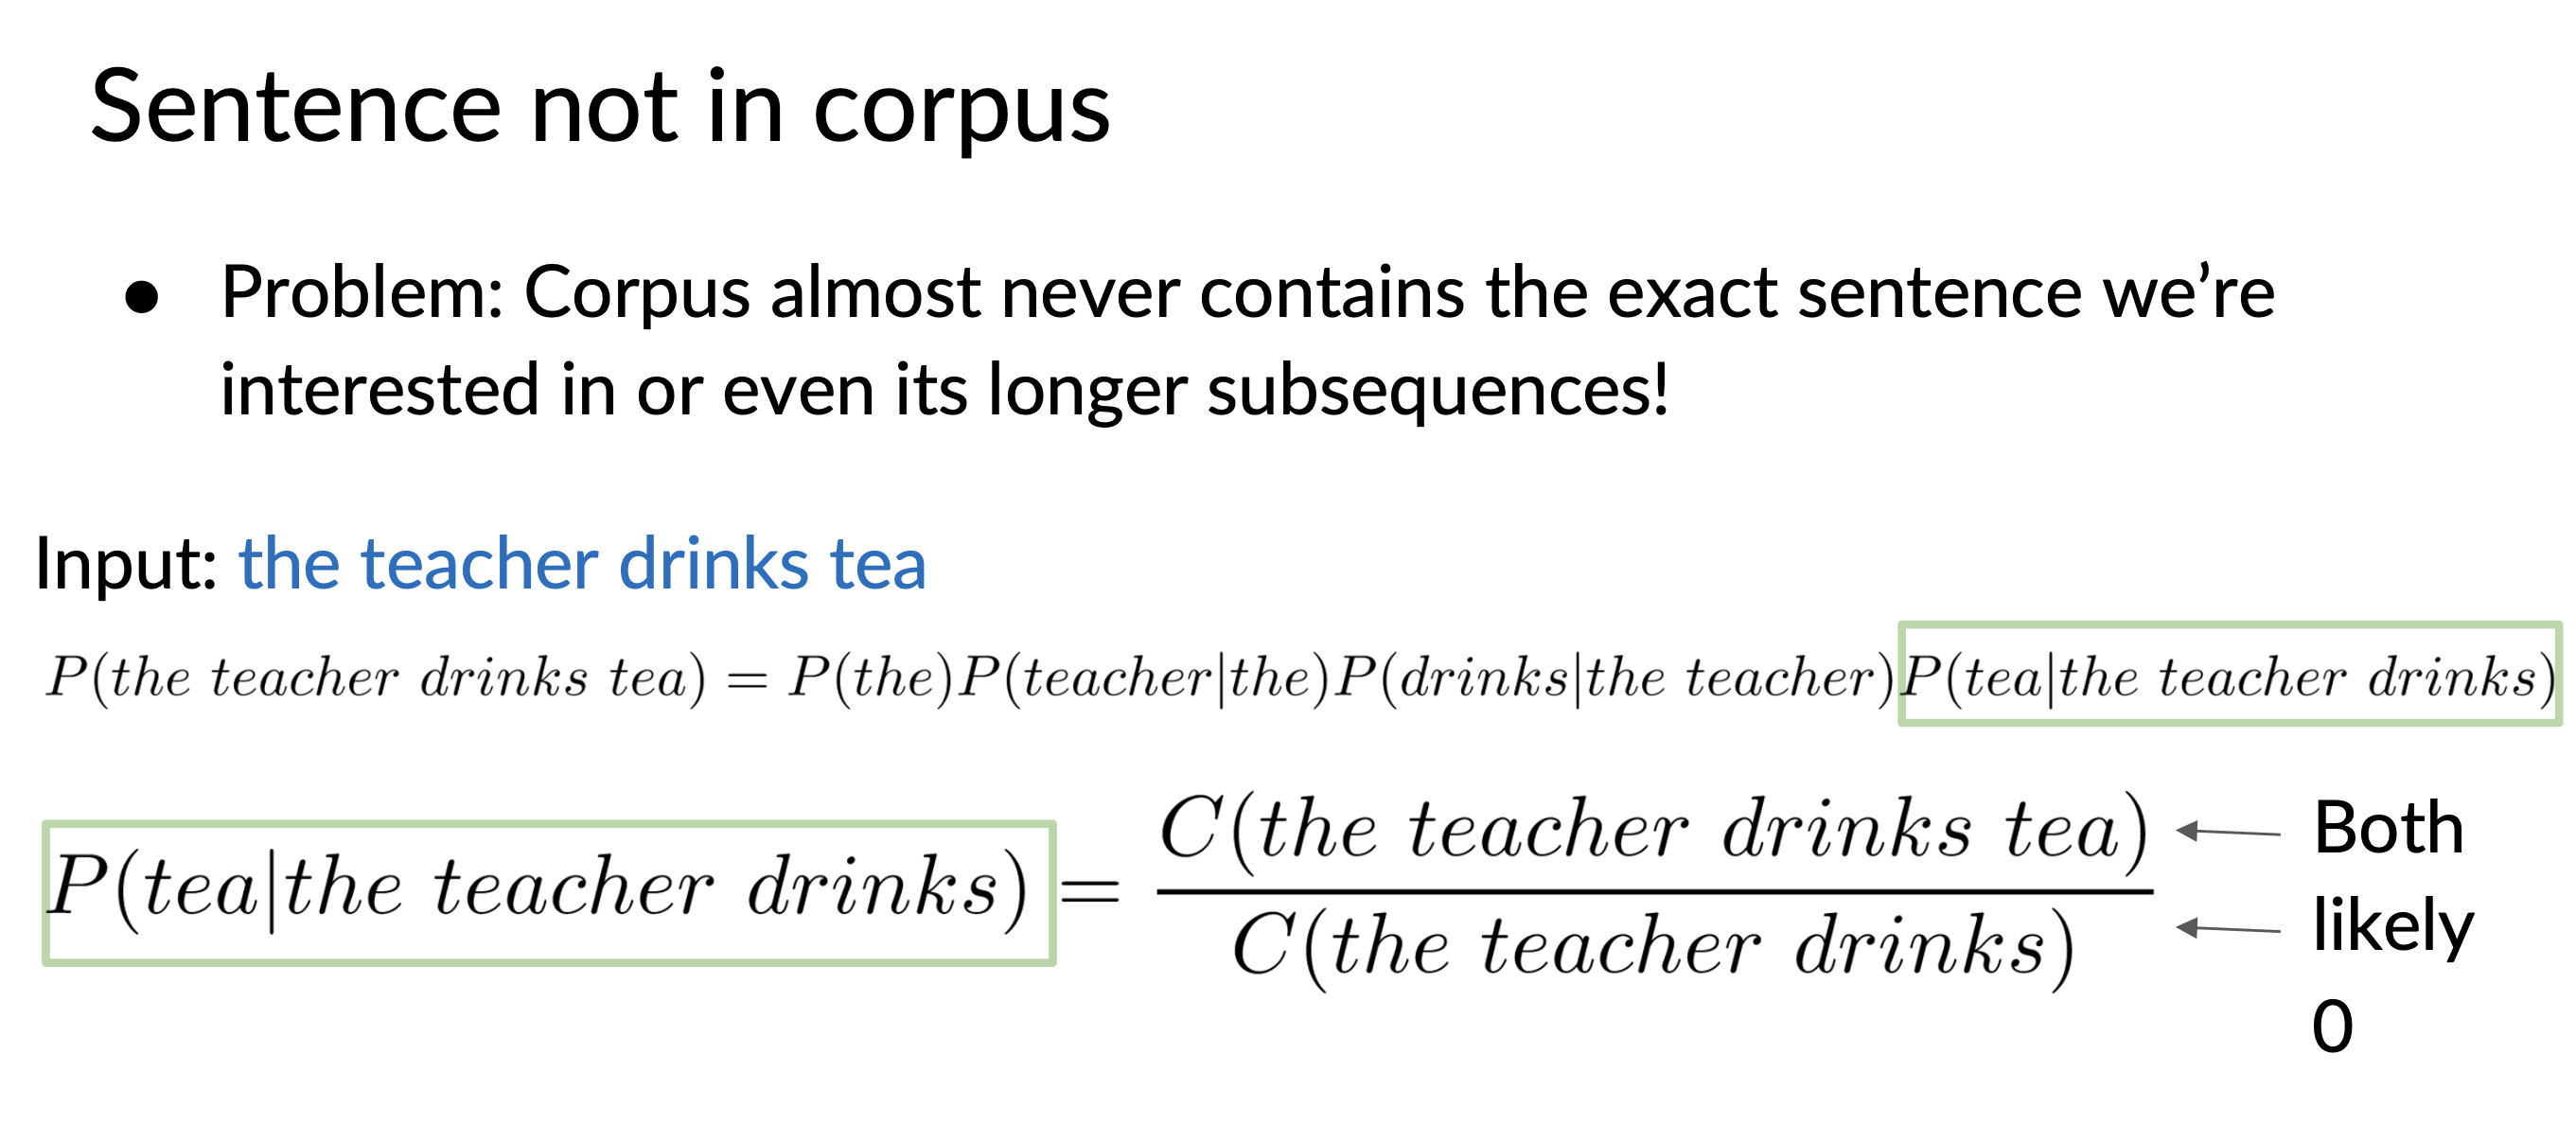 Sentence not in corpus
● Problem: Corpus almost never contains the exact sentence we’re
interested in or even its longer subsequences!
Input: the teacher drinks tea
P(the teacher drinks tea) = P(the)P(teacher|the)P(drinks|the teacher)P(tea|the teacher drinks)
P(tea|the teacher drinks) =
C(the teacher drinks tea)
C(the teacher drinks)
Both
likely
0